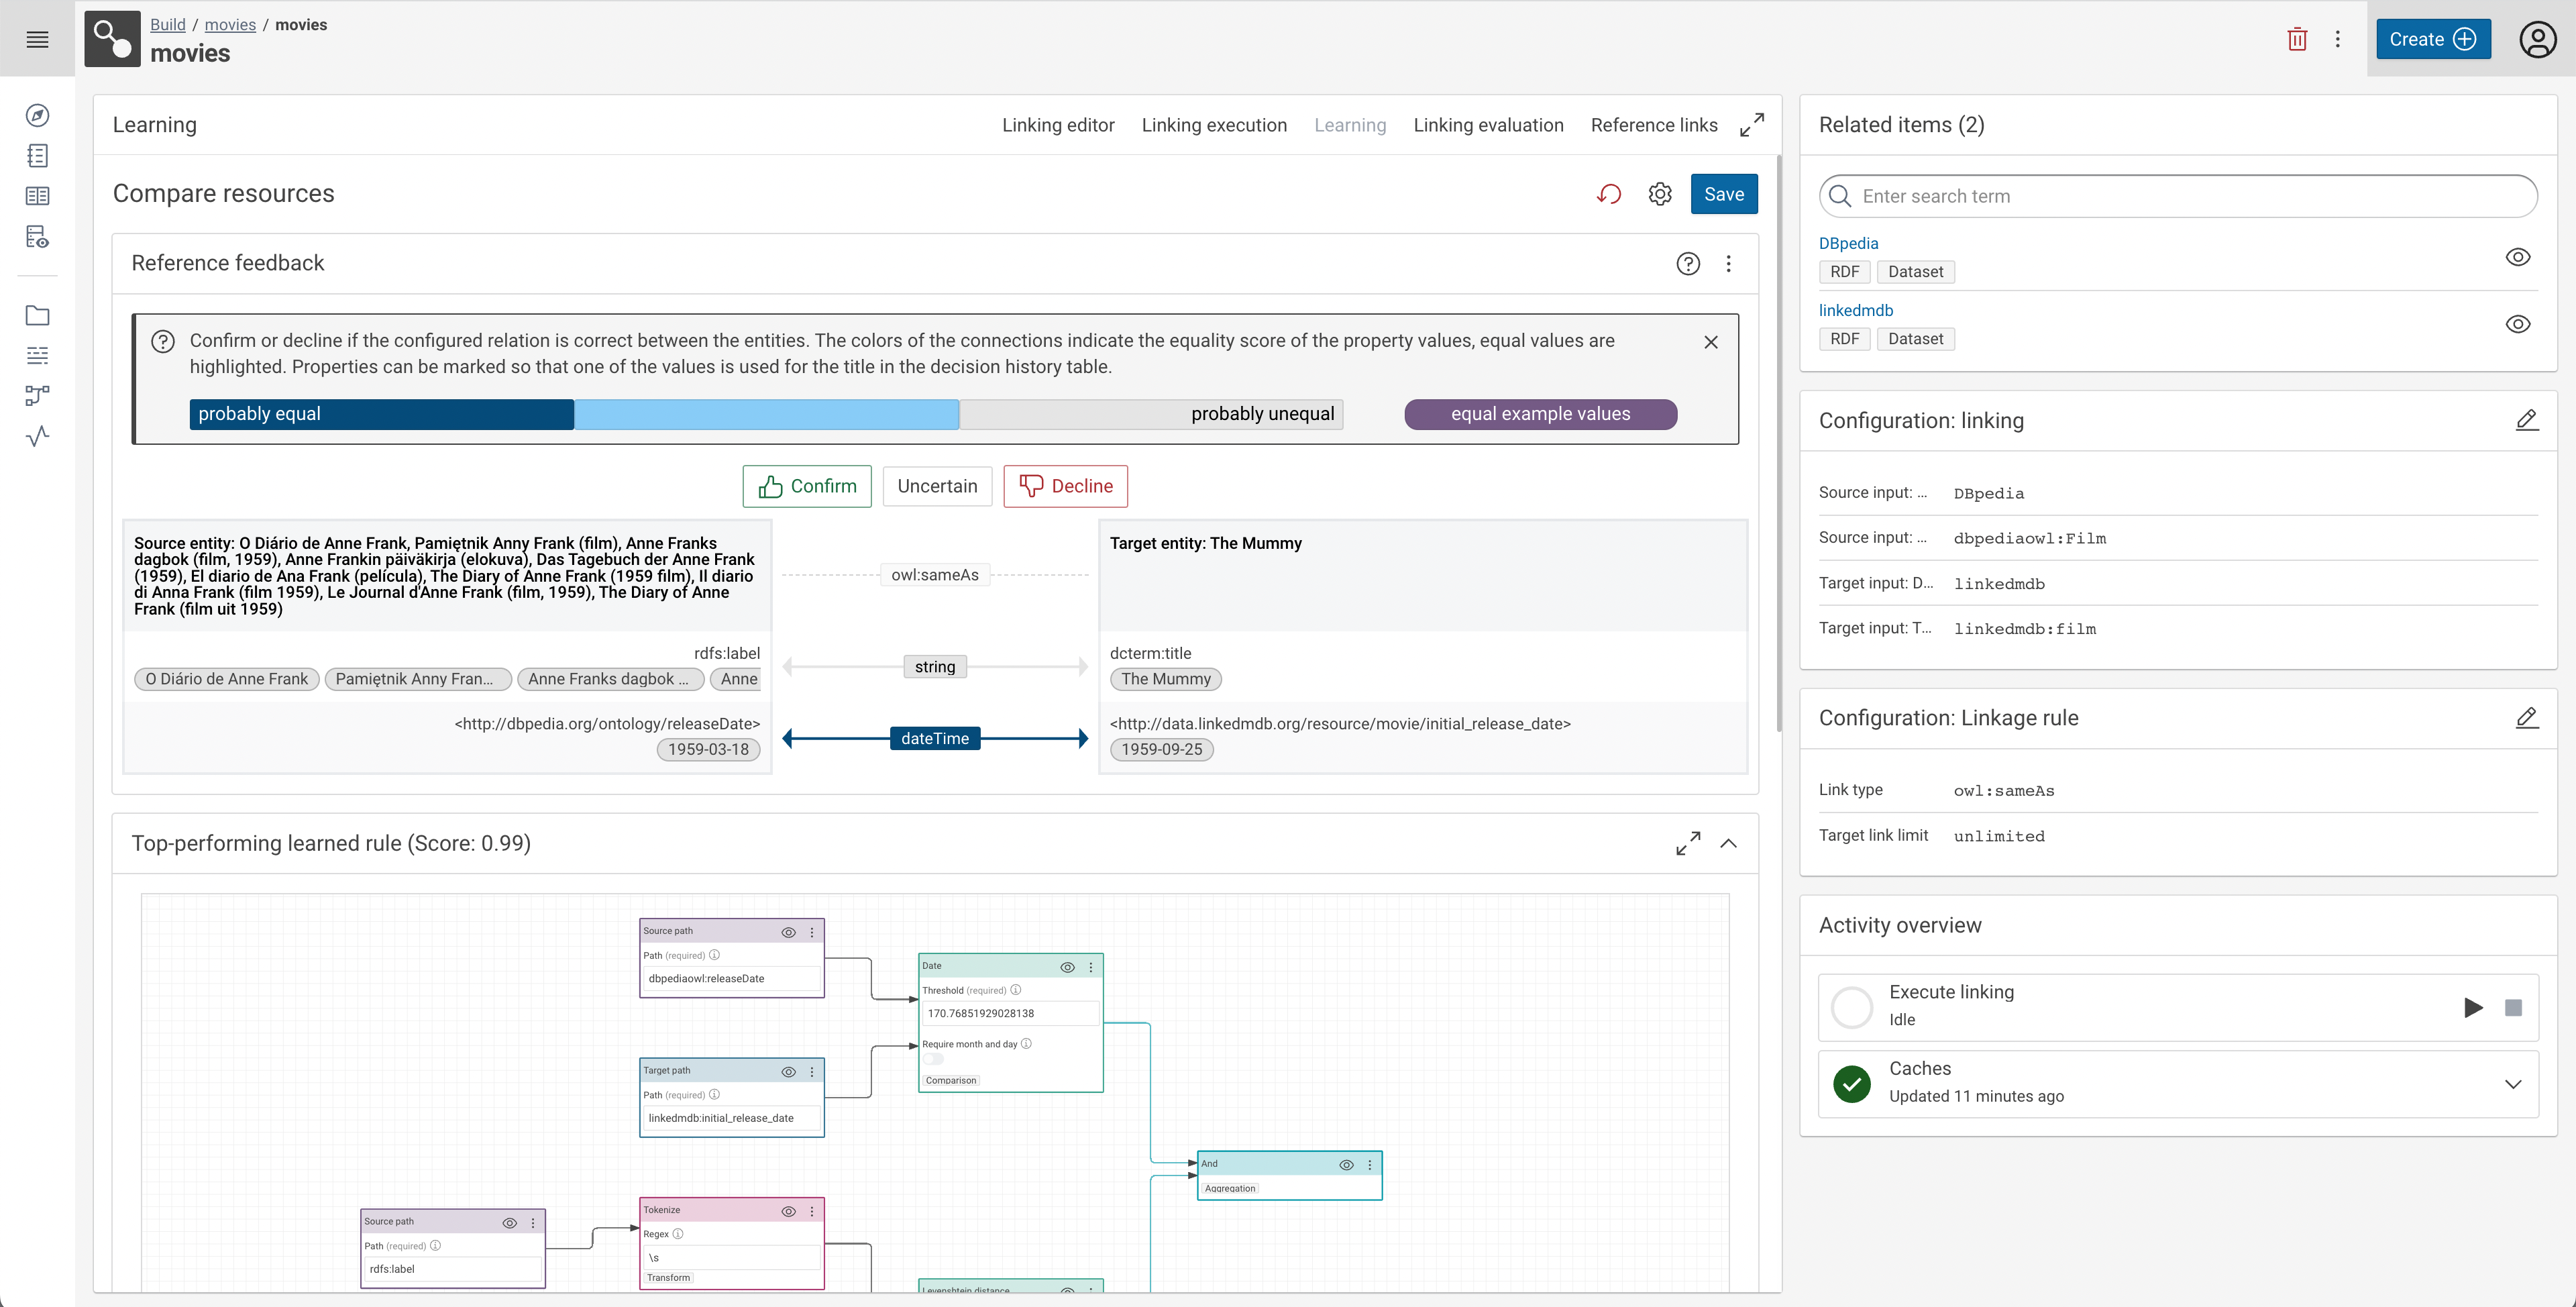 Build / movies / movies
movies
Create
Learning
Linking editor
Linking execution
Learning
Linking evaluation
Reference links
Compare resources
Save
Reference feedback
Confirm or decline if the configured relation is correct between the entities. The colors of the connections indicate the equality score of the property values, equal values are
highlighted. Properties can be marked so that one of the values is used for the title in the decision history table.
probably equal
probably unequal
equal example values
Confirm
Uncertain
Decline
Source entity: O Diário de Anne Frank, Pamiętnik Anny Frank (film), Anne Franks
dagbok (film, 1959), Anne Frankin päiväkirja (elokuva), Das Tagebuch der Anne Frank
(1959), El diario de Ana Frank (película), The Diary of Anne Frank (1959 film), Il diario
di Anna Frank (film 1959), Le Journal d'Anne Frank (film, 1959), The Diary of Anne
Frank (film uit 1959)
owl:sameAs
Target entity: The Mummy
rdfs:label
O Diário de Anne Frank
Pamiętnik Anny Fran...
Anne Franks dagbok ...
Anne
string
dcterm:title
The Mummy
<http://dbpedia.org/ontology/releaseDate>
1959-03-18
dateTime
<http://data.linkedmdb.org/resource/movie/initial_release_date>
1959-09-25
Top-performing learned rule (Score: 0.99)
Source path
Path (required)
dbpediaowl:releaseDate
Date
Threshold (required)
170.76851929028138
Require month and day
Comparison
Target path
Path (required)
linkedmdb:initial_release_date
And
Aggregation
Source path
Path (required)
rdfs:label
Tokenize
Regex
\s
Transform
Levenshtein distance
Related items (2)
Enter search term
DBpedia
RDF
Dataset
linkedmdb
RDF
Dataset
Configuration: linking
Source input: ... DBpedia
Source input: ... dbpediaowl:Film
Target input: D... linkedmdb
Target input: T... linkedmdb:film
Configuration: Linkage rule
Link type owl:sameAs
Target link limit unlimited
Activity overview
Execute linking
Idle
Caches
Updated 11 minutes ago